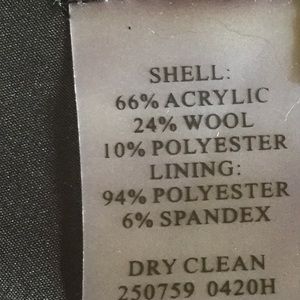 SHELL:
66% ACRYLIC
24% WOOL
10% POLYESTER
LINING:
94% POLYESTER
6% SPANDEX
DRY CLEAN
250759 0420H